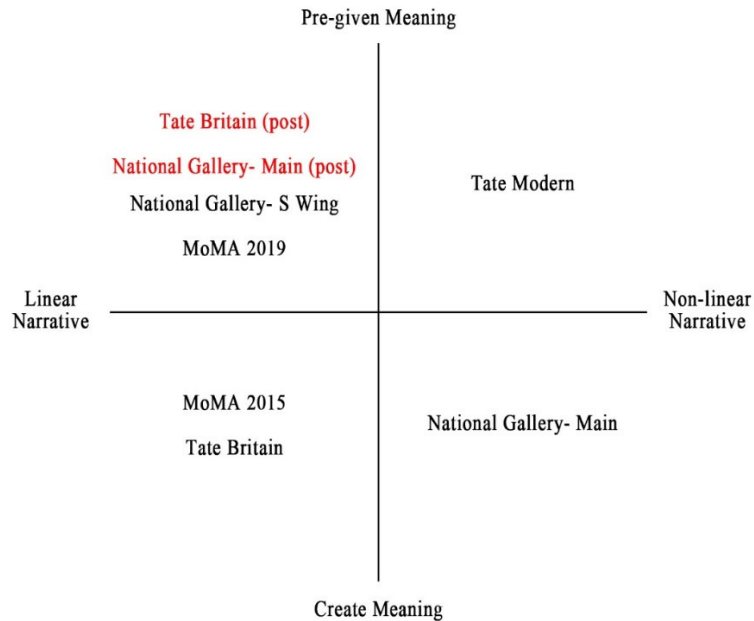 Pre-given Meaning
Tate Britain (post)
National Gallery- Main (post)
National Gallery- S Wing
MoMA 2019
Tate Modern
Linear
Narrative
Non-linear
Narrative
MoMA 2015
Tate Britain
National Gallery- Main
Create Meaning